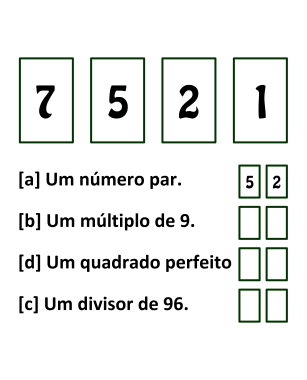 7 5 2 1
[a] Um número par. 5 2
[b] Um múltiplo de 9.
[d] Um quadrado perfeito
[c] Um divisor de 96.